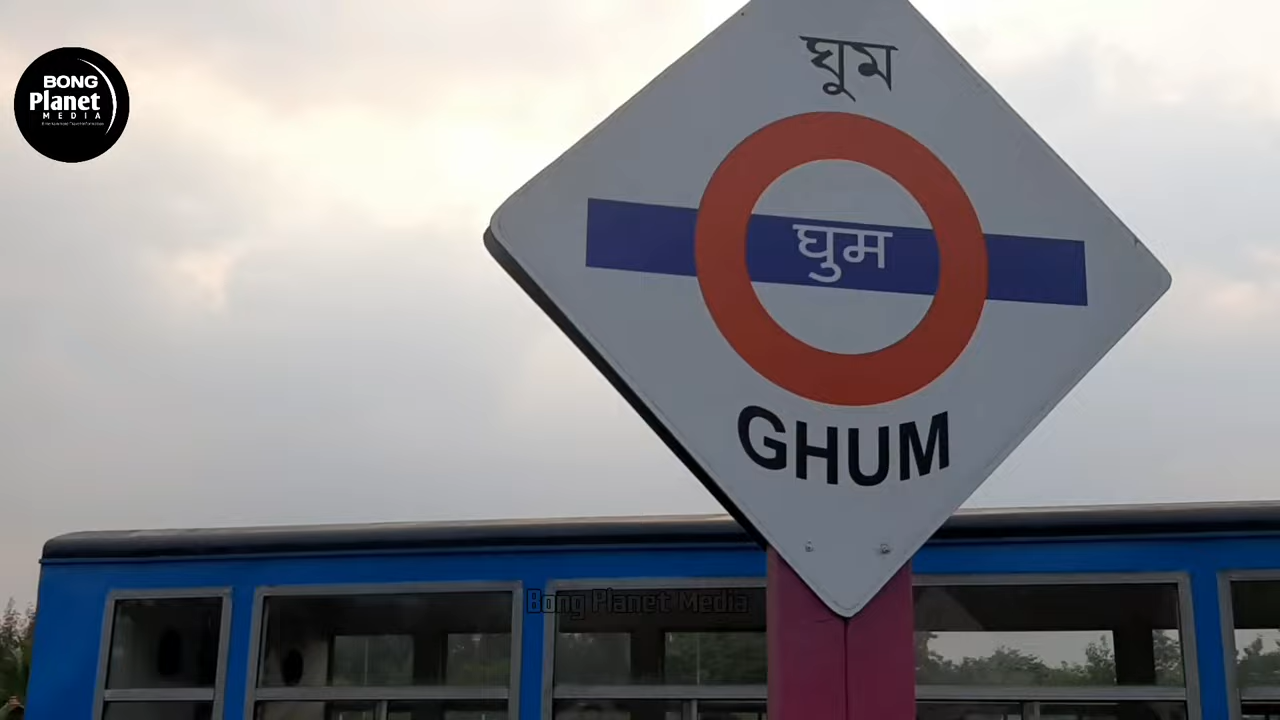 BONG
Planet
MEDIA
ঘুম
घुम
GHUM
Bong Planet Media